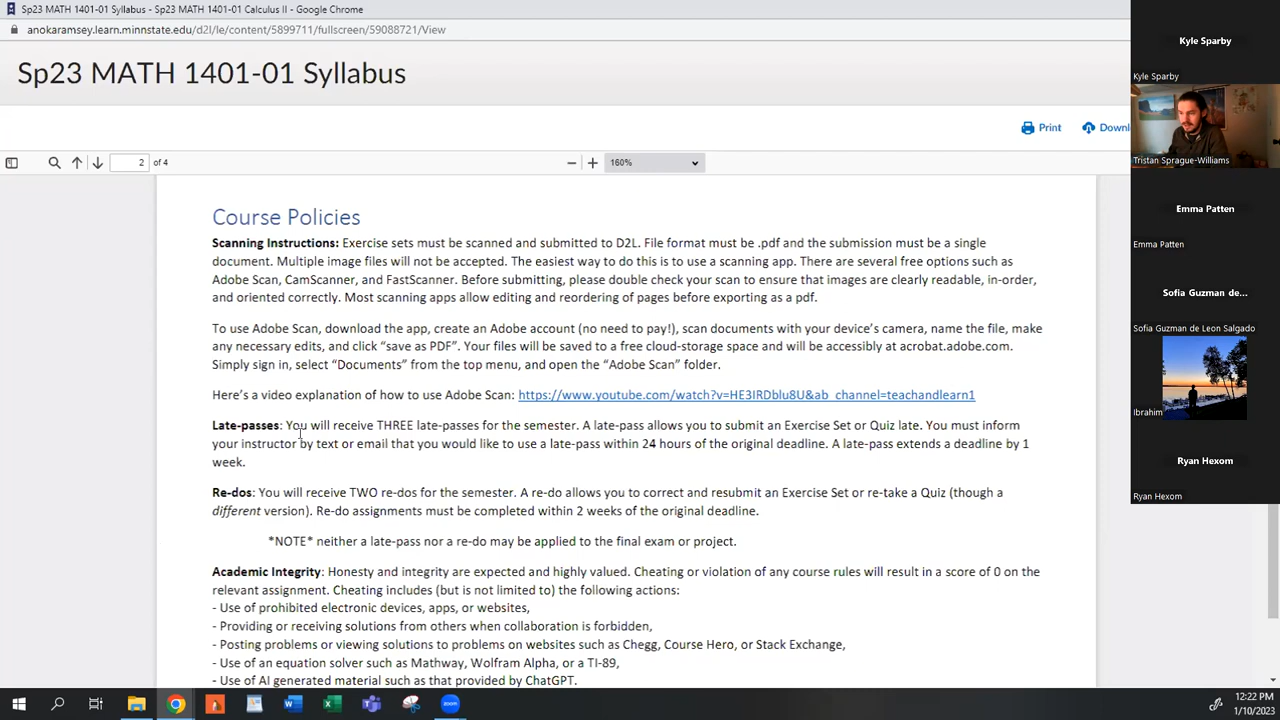 Sp23 MATH 1401-01 Syllabus - Sp23 MATH 1401-01 Calculus II - Google Chrome
anokaramsey.learn.minnstate.edu/d2l/le/content/5899711/fullscreen/59088721/View
Sp23 MATH 1401-01 Syllabus
Print
Downl
2 of 4
160%
Course Policies
Scanning Instructions: Exercise sets must be scanned and submitted to D2L. File format must be .pdf and the submission must be a single
document. Multiple image files will not be accepted. The easiest way to do this is to use a scanning app. There are several free options such as
Adobe Scan, CamScanner, and FastScanner. Before submitting, please double check your scan to ensure that images are clearly readable, in-order,
and oriented correctly. Most scanning apps allow editing and reordering of pages before exporting as a pdf.
To use Adobe Scan, download the app, create an Adobe account (no need to pay!), scan documents with your device's camera, name the file, make
any necessary edits, and click "save as PDF". Your files will be saved to a free cloud-storage space and will be accessibly at acrobat.adobe.com.
Simply sign in, select "Documents" from the top menu, and open the "Adobe Scan" folder.
Here's a video explanation of how to use Adobe Scan: https://www.youtube.com/watch?v=HE3IRDblu8U&ab_channel=teachandlearn1
Late-passes: You will receive THREE late-passes for the semester. A late-pass allows you to submit an Exercise Set or Quiz late. You must inform
your instructor by text or email that you would like to use a late-pass within 24 hours of the original deadline. A late-pass extends a deadline by 1
week.
Re-dos: You will receive TWO re-dos for the semester. A re-do allows you to correct and resubmit an Exercise Set or re-take a Quiz (though a
different version). Re-do assignments must be completed within 2 weeks of the original deadline.
*NOTE* neither a late-pass nor a re-do may be applied to the final exam or project.
Academic Integrity: Honesty and integrity are expected and highly valued. Cheating or violation of any course rules will result in a score of 0 on the
relevant assignment. Cheating includes (but is not limited to) the following actions:
- Use of prohibited electronic devices, apps, or websites,
- Providing or receiving solutions from others when collaboration is forbidden,
- Posting problems or viewing solutions to problems on websites such as Chegg, Course Hero, or Stack Exchange,
- Use of an equation solver such as Mathway, Wolfram Alpha, or a TI-89,
- Use of AI generated material such as that provided by ChatGPT.
Kyle Sparby
Kyle Sparby
Tristan Sprague-Williams
Emma Patten
Emma Patten
Sofia Guzman de...
Sofia Guzman de Leon Salgado
Ibrahim
Ryan Hexom
Ryan Hexom
zoom
12:22 PM
1/10/2023